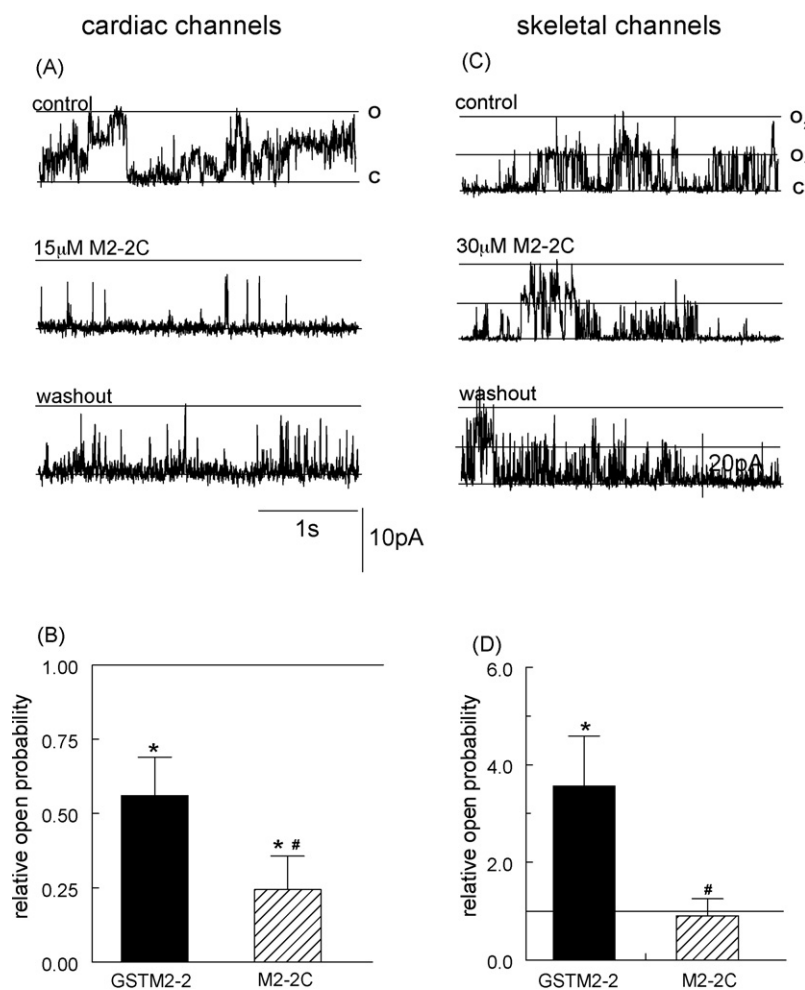 cardiac channels
skeletal channels
(A)
control
O
C
15µM M2-2C
washout
1s
10pA
(C)
control
O
O
C
30µM M2-2C
washout
20pA
(B)
relative open probability
1.00
0.75
0.50
0.25
0.00
*
* #
GSTM2-2
M2-2C
(D)
relative open probability
6.0
4.0
2.0
0.0
*
#
GSTM2-2
M2-2C